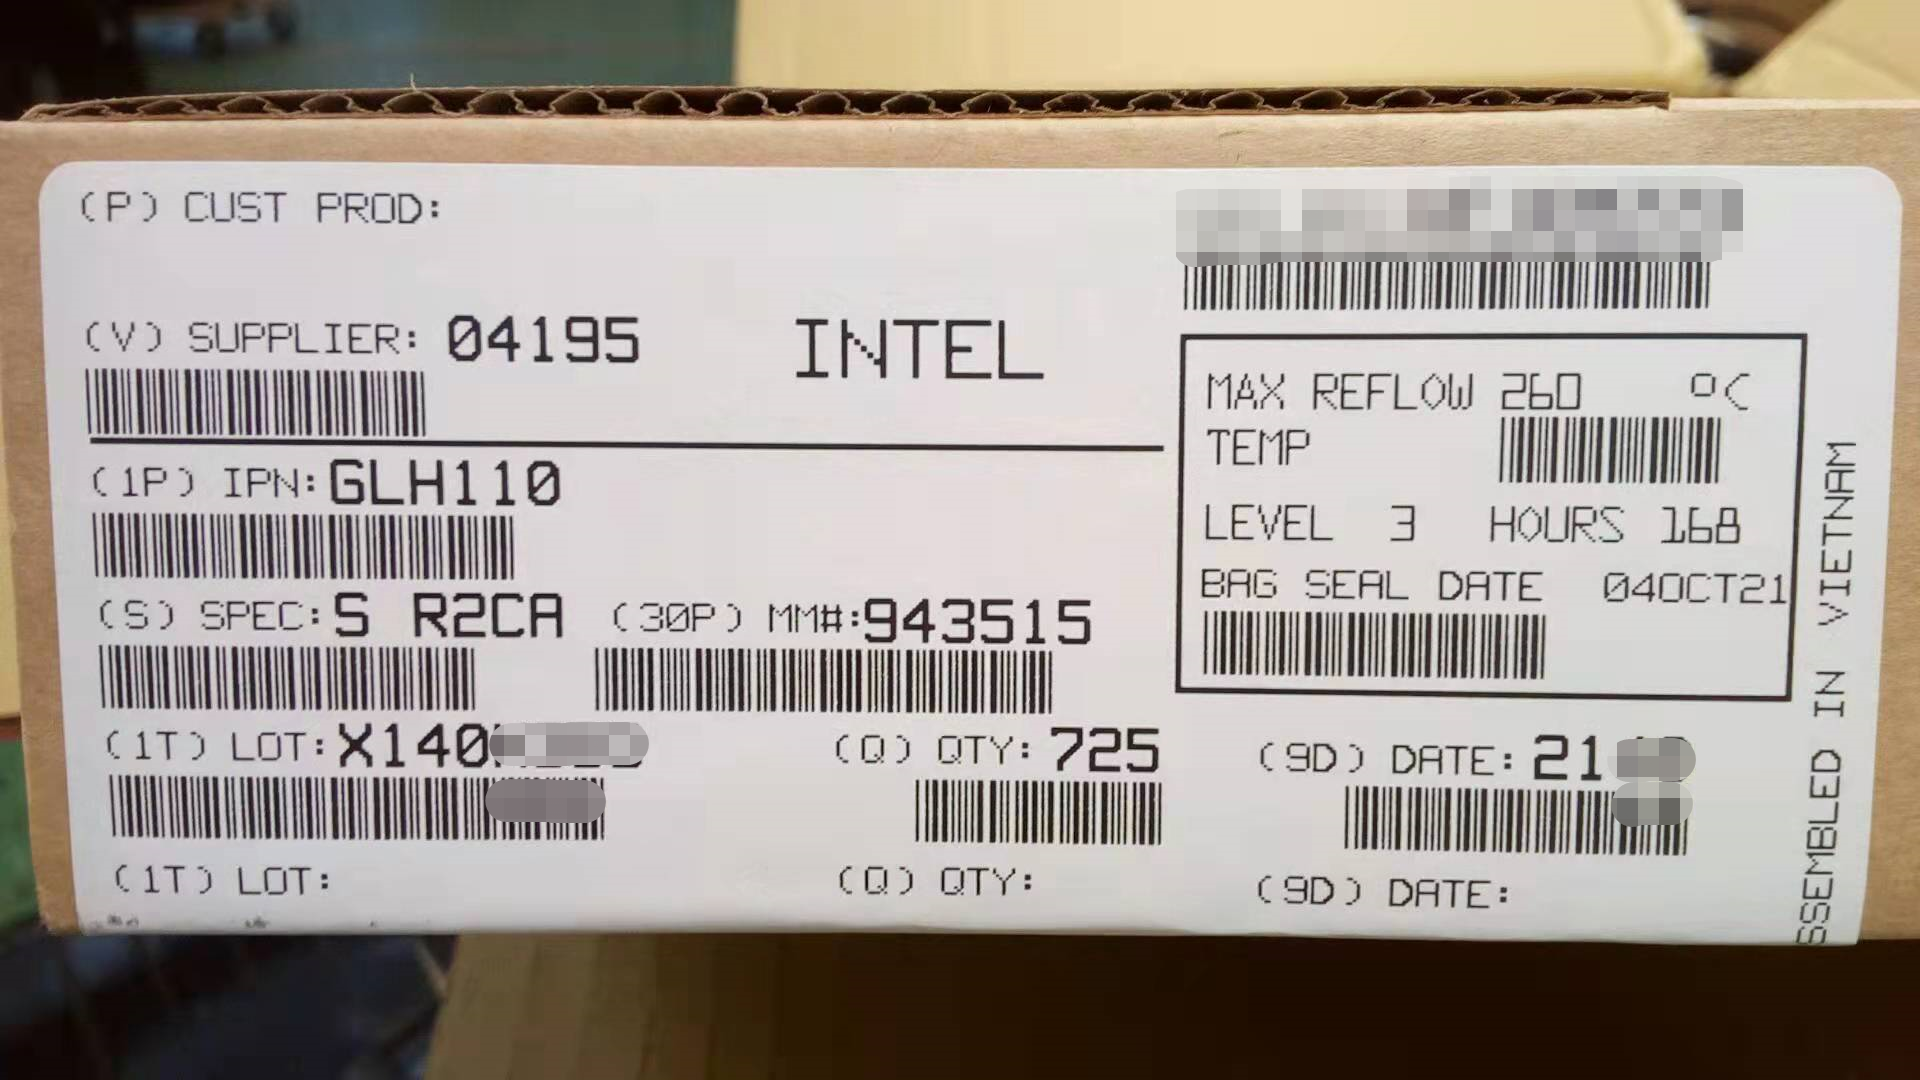 (P) CUST PROD:
(V) SUPPLIER: 04195 INTEL
(1P) IPN: GLH110
(S) SPEC: S R2CA (30P) MM#: 943515
(1T) LOT: X140
(Q) QTY: 725
(9D) DATE: 21
(1T) LOT:
(Q) QTY:
(9D) DATE:
MAX REFLOW 260 °C
TEMP
LEVEL 3 HOURS 168
BAG SEAL DATE 04OCT21
SSEMBLED IN VIETNAM